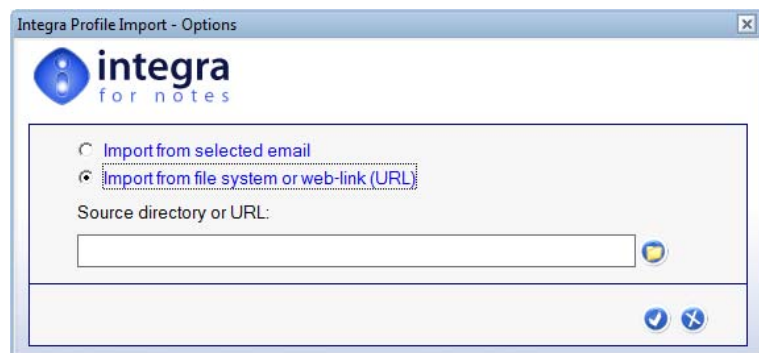 Integra Profile Import - Options
integra
for notes
Import from selected email
Import from file system or web-link (URL)
Source directory or URL: